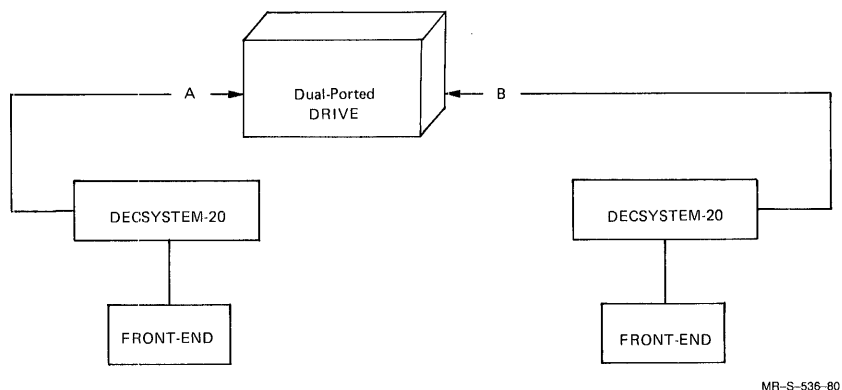 A
Dual-Ported
DRIVE
B
DECSYSTEM-20
DECSYSTEM-20
FRONT-END
FRONT-END
MR-S-536-80